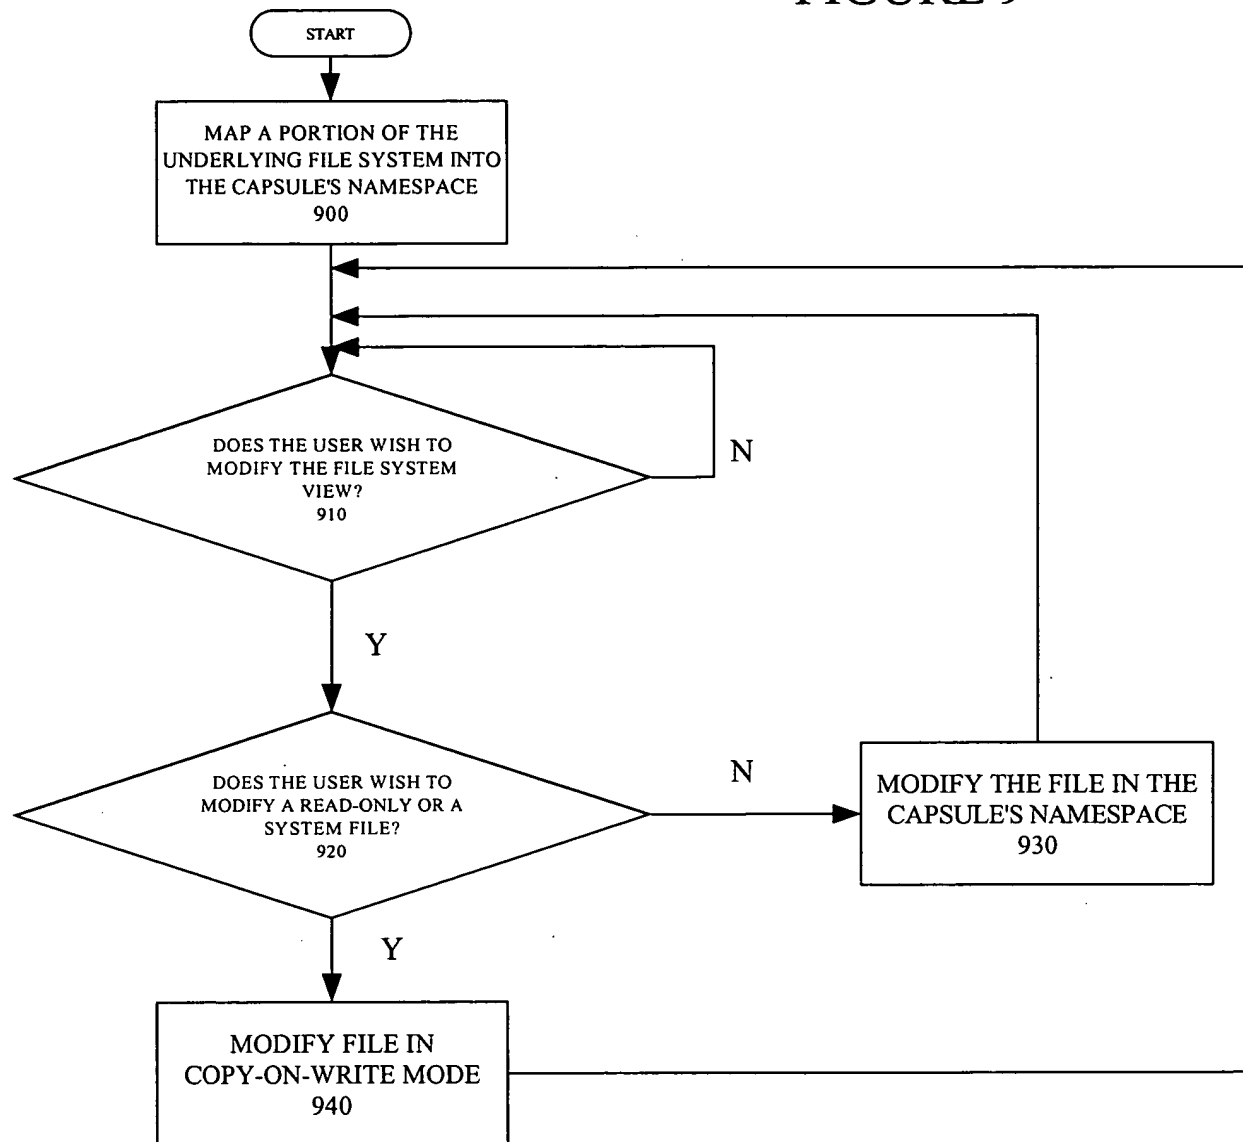 FIGURE 9
START
MAP A PORTION OF THE
UNDERLYING FILE SYSTEM INTO
THE CAPSULE'S NAMESPACE
900
DOES THE USER WISH TO
MODIFY THE FILE SYSTEM
VIEW?
910
N
Y
DOES THE USER WISH TO
MODIFY A READ-ONLY OR A
SYSTEM FILE?
920
N
MODIFY THE FILE IN THE
CAPSULE'S NAMESPACE
930
Y
MODIFY FILE IN
COPY-ON-WRITE MODE
940